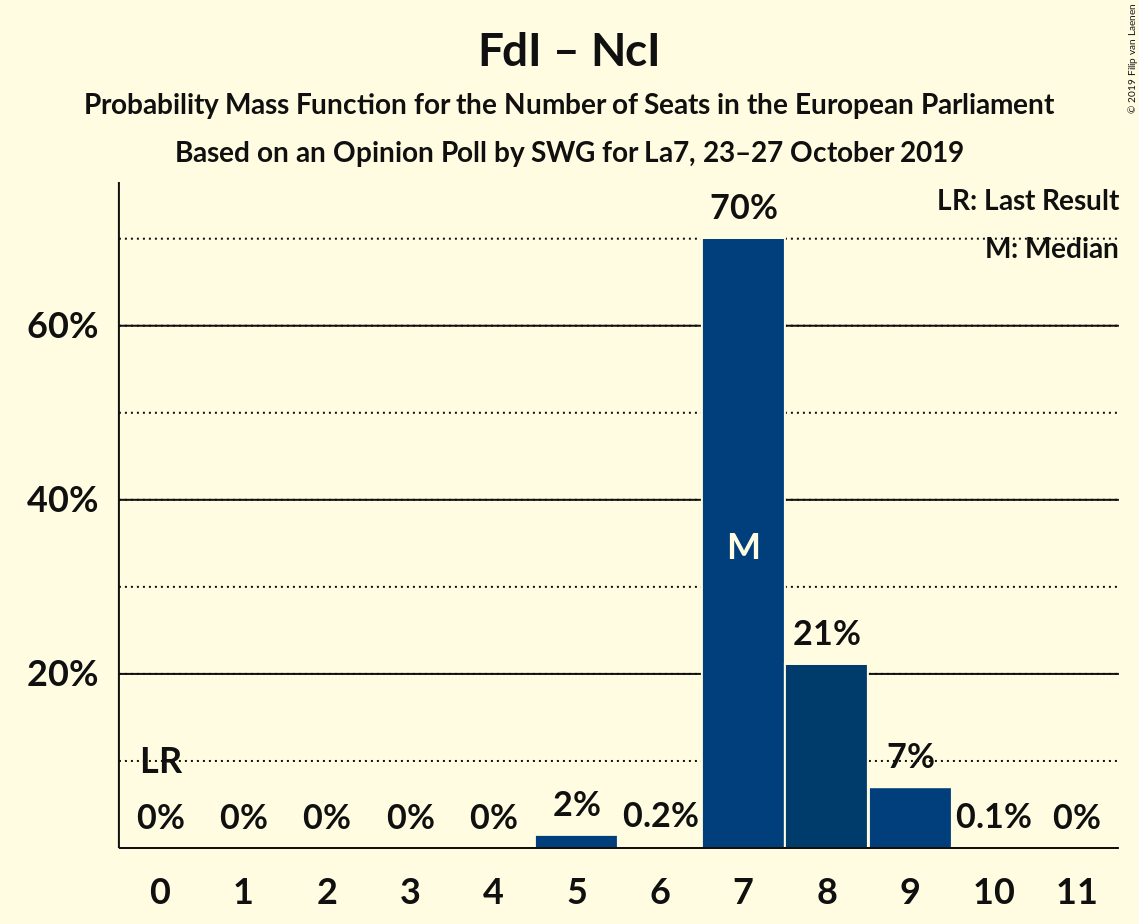 FdI – NcI
Probability Mass Function for the Number of Seats in the European Parliament
Based on an Opinion Poll by SWG for La7, 23–27 October 2019
© 2019 Filip van Laenen
LR: Last Result
M: Median
70%
60%
40%
M
21%
20%
LR
7%
0% 0% 0% 0% 0% 2% 0.2% 0.1% 0%
0 1 2 3 4 5 6 7 8 9 10 11